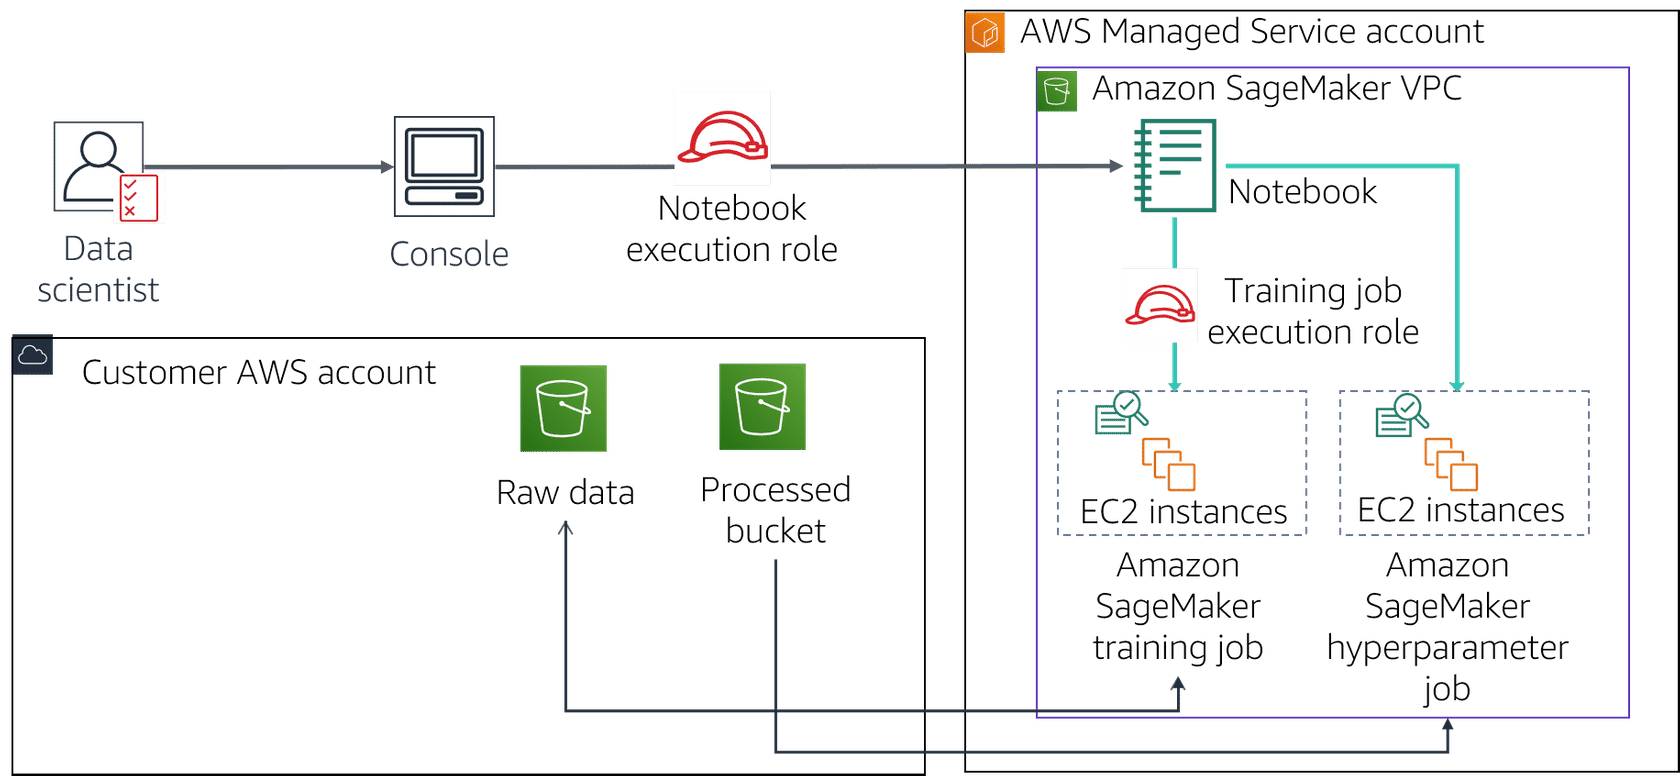 AWS Managed Service account
Amazon SageMaker VPC
Data
scientist
Console
Notebook
execution role
Notebook
Training job
execution role
Customer AWS account
Raw data
Processed
bucket
EC2 instances
Amazon
SageMaker
training job
EC2 instances
Amazon
SageMaker
hyperparameter
job